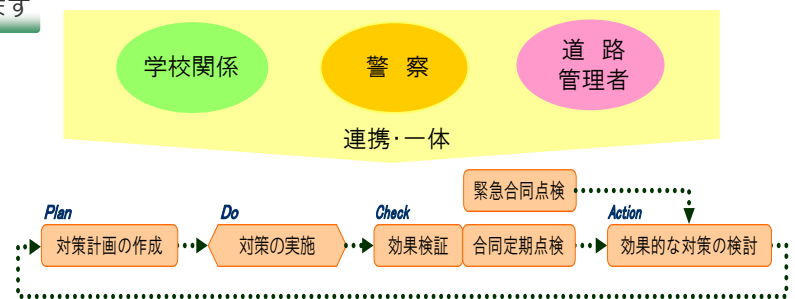 ます
学校関係
警 察
道 路
管理者
連携・一体
緊急合同点検
Plan
Do
Check
Action
対策計画の作成
対策の実施
効果検証
合同定期点検
効果的な対策の検討